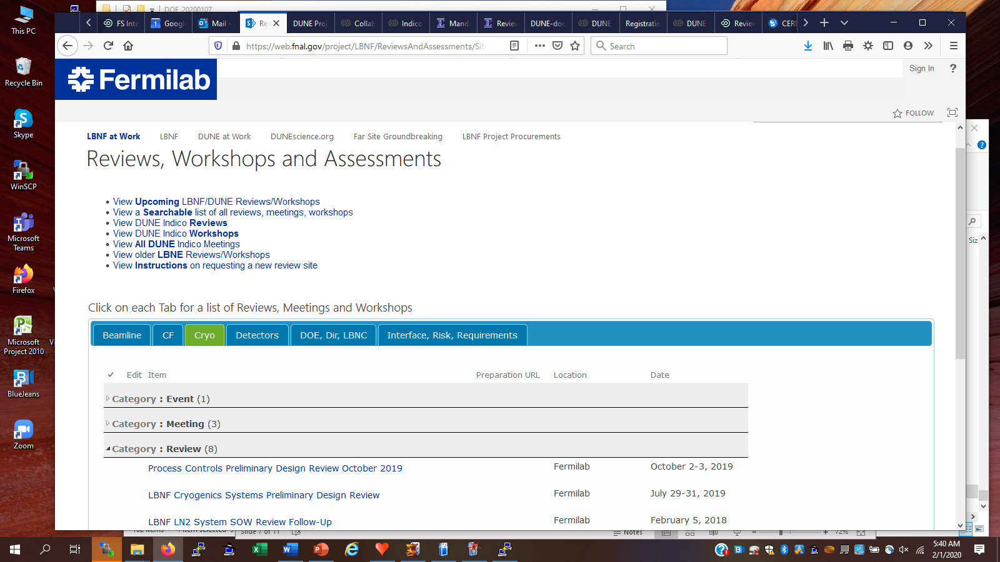 This PC
Recycle Bin
Skype
WinSCP
Microsoft
Teams
Firefox
Microsoft
Project 2010
BlueJeans
Zoom
DOE_20200107
FS Inte
Googl
Mail -
Re
DUNE Proj
Collab
Indico
Manda
Review
DUNE-doc
DUNE
Registratio
DUNE
Review
CERN
https://web.fnal.gov/project/LBNF/ReviewsAndAssessments/Site
Search
Fermilab
Sign In
?
FOLLOW
LBNF at Work LBNF DUNE at Work DUNEscience.org Far Site Groundbreaking LBNF Project Procurements
Reviews, Workshops and Assessments
• View Upcoming LBNF/DUNE Reviews/Workshops
• View a Searchable list of all reviews, meetings, workshops
• View DUNE Indico Reviews
• View DUNE Indico Workshops
• View All DUNE Indico Meetings
• View older LBNE Reviews/Workshops
• View Instructions on requesting a new review site
Click on each Tab for a list of Reviews, Meetings and Workshops
Beamline CF Cryo Detectors DOE, Dir, LBNC Interface, Risk, Requirements
Edit Item Preparation URL Location Date
Category : Event (1)
Category : Meeting (3)
Category : Review (8)
Process Controls Preliminary Design Review October 2019 Fermilab October 2-3, 2019
LBNF Cryogenics Systems Preliminary Design Review Fermilab July 29-31, 2019
LBNF LN2 System SOW Review Follow-Up Fermilab February 5, 2018
Siz
Slide 7 of 11
Notes
72%
5:40 AM
2/1/2020